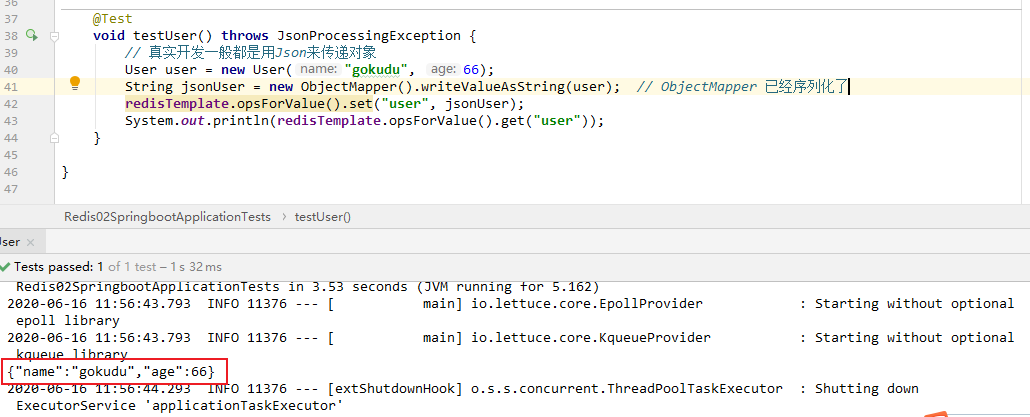 36
37 @Test
38 void testUser() throws JsonProcessingException {
39 // 真实开发一般都是用Json来传递对象
40 User user = new User( name: "gokudu", age: 66);
41 String jsonUser = new ObjectMapper().writeValueAsString(user); // ObjectMapper 已经序列化了
42 redisTemplate.opsForValue().set("user", jsonUser);
43 System.out.println(redisTemplate.opsForValue().get("user"));
44 }
45
46 }
47
Redis02SpringbootApplicationTests › testUser()
User ×
Tests passed: 1 of 1 test – 1 s 32 ms
Redis02SpringbootApplicationTests in 3.53 seconds (JVM running for 5.162)
2020-06-16 11:56:43.793 INFO 11376 --- [ main] io.lettuce.core.EpollProvider : Starting without optional
epoll library
2020-06-16 11:56:43.793 INFO 11376 --- [ main] io.lettuce.core.KqueueProvider : Starting without optional
kqueue library
{"name":"gokudu","age":66}
2020-06-16 11:56:44.293 INFO 11376 --- [extShutdownHook] o.s.s.concurrent.ThreadPoolTaskExecutor : Shutting down
ExecutorService 'applicationTaskExecutor'